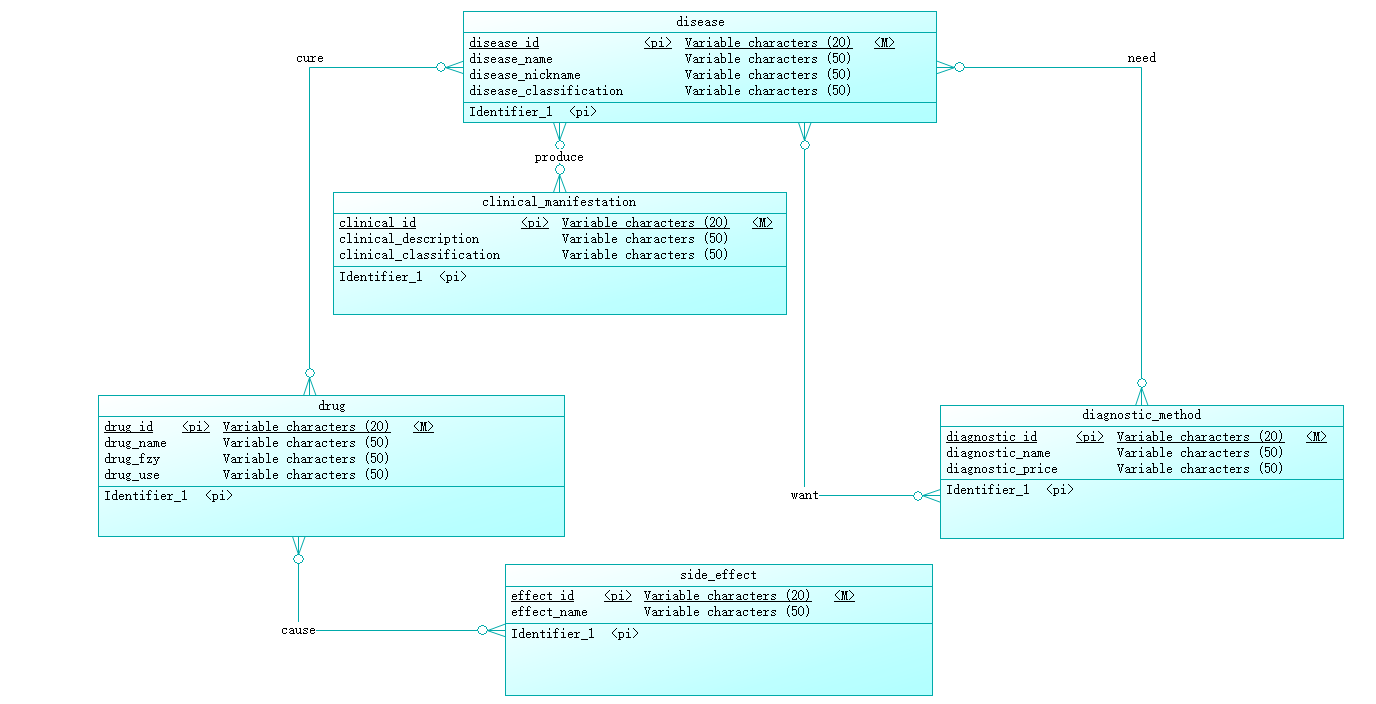 disease
disease_id <pi> Variable characters (20) <M>
disease_name Variable characters (50)
disease_nickname Variable characters (50)
disease_classification Variable characters (50)
Identifier_1 <pi>
cure
need
produce
clinical_manifestation
clinical_id <pi> Variable characters (20) <M>
clinical_description Variable characters (50)
clinical_classification Variable characters (50)
Identifier_1 <pi>
drug
drug_id <pi> Variable characters (20) <M>
drug_name Variable characters (50)
drug_fzy Variable characters (50)
drug_use Variable characters (50)
Identifier_1 <pi>
diagnostic_method
diagnostic_id <pi> Variable characters (20) <M>
diagnostic_name Variable characters (50)
diagnostic_price Variable characters (50)
Identifier_1 <pi>
want
side_effect
effect_id <pi> Variable characters (20) <M>
effect_name Variable characters (50)
Identifier_1 <pi>
cause